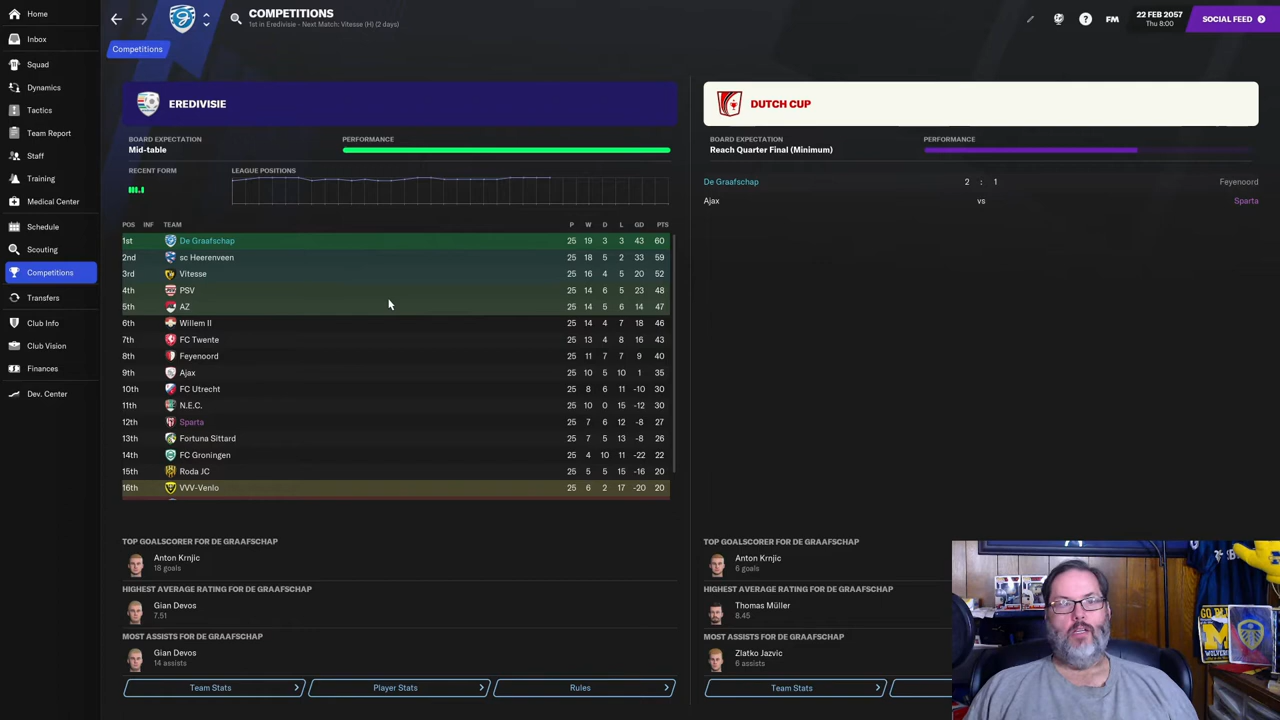 Home
COMPETITIONS
1st in Eredivisie - Next Match: Vitesse (H) (2 days)
FM
22 FEB 2057
Thu 8:00
SOCIAL FEED
Inbox
Squad
Dynamics
Tactics
Team Report
Staff
Training
Medical Center
Schedule
Scouting
Competitions
Transfers
Club Info
Club Vision
Finances
Dev. Center
Competitions
EREDIVISIE
BOARD EXPECTATION
Mid-table
PERFORMANCE
RECENT FORM
LEAGUE POSITIONS
POS INF TEAM P W D L GD PTS
1st De Graafschap 25 19 3 3 43 60
2nd sc Heerenveen 25 18 5 2 33 59
3rd Vitesse 25 16 4 5 20 52
4th PSV 25 14 6 5 23 48
5th AZ 25 14 5 6 14 47
6th Willem II 25 14 4 7 18 46
7th FC Twente 25 13 4 8 16 43
8th Feyenoord 25 11 7 7 9 40
9th Ajax 25 10 5 10 1 35
10th FC Utrecht 25 8 6 11 -10 30
11th N.E.C. 25 10 0 15 -12 30
12th Sparta 25 7 6 12 -8 27
13th Fortuna Sittard 25 7 5 13 -8 26
14th FC Groningen 25 4 10 11 -22 22
15th Roda JC 25 5 5 15 -16 20
16th VVV-Venlo 25 6 2 17 -20 20
TOP GOALSCORER FOR DE GRAAFSCHAP
Anton Krnjic
18 goals
HIGHEST AVERAGE RATING FOR DE GRAAFSCHAP
Gian Devos
7.51
MOST ASSISTS FOR DE GRAAFSCHAP
Gian Devos
14 assists
Team Stats
Player Stats
Rules
DUTCH CUP
BOARD EXPECTATION
Reach Quarter Final (Minimum)
PERFORMANCE
De Graafschap 2 : 1 Feyenoord
Ajax vs Sparta
TOP GOALSCORER FOR DE GRAAFSCHAP
Anton Krnjic
6 goals
HIGHEST AVERAGE RATING FOR DE GRAAFSCHAP
Thomas Müller
8.45
MOST ASSISTS FOR DE GRAAFSCHAP
Zlatko Jazvic
6 assists
Team Stats
GO BLUE
WOLVERINES